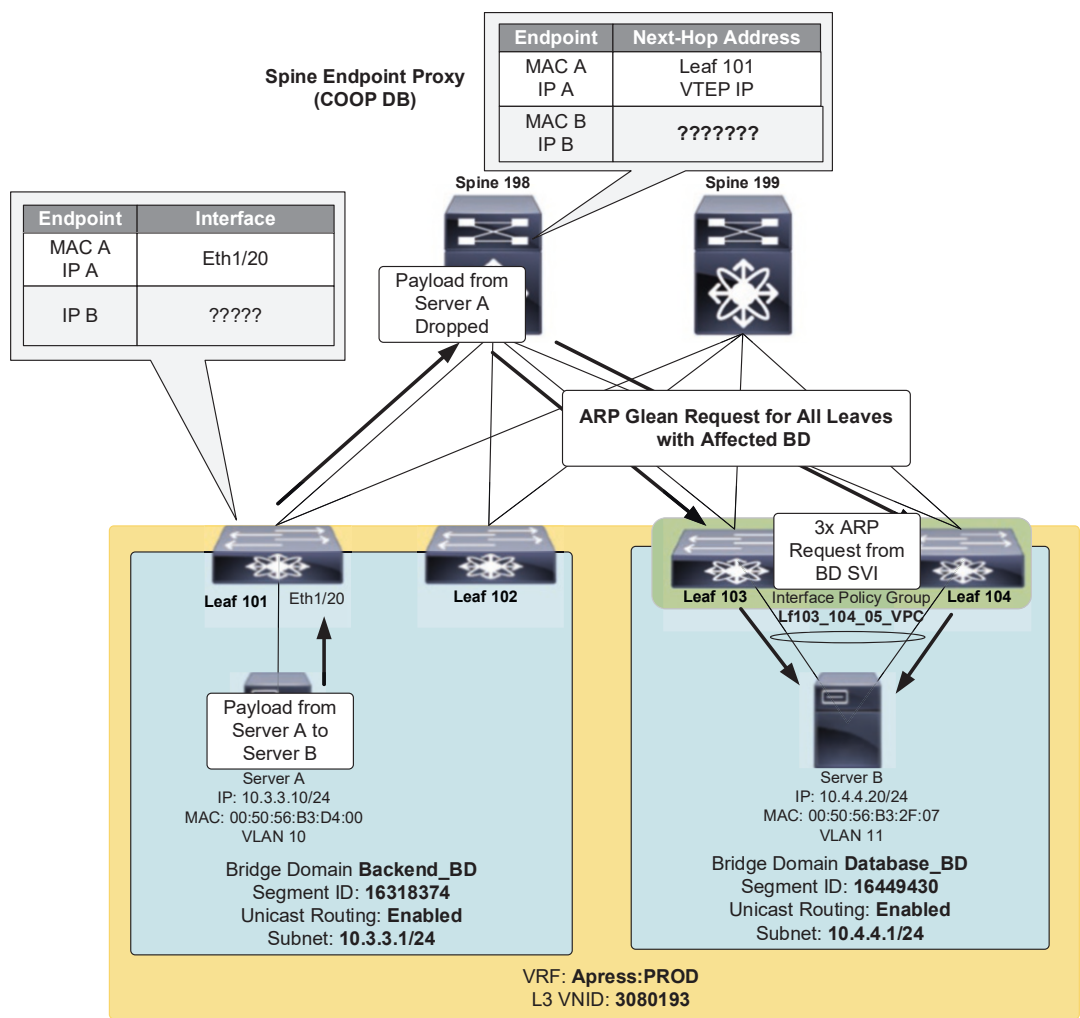 Spine Endpoint Proxy
(COOP DB)
Endpoint Next-Hop Address
MAC A
IP A
Leaf 101
VTEP IP
MAC B
IP B
???????
Spine 198
Spine 199
Endpoint Interface
MAC A
IP A
Eth1/20
IP B
?????
Payload from
Server A
Dropped
ARP Glean Request for All Leaves
with Affected BD
3x ARP
Request from
BD SVI
Leaf 101
Eth1/20
Leaf 102
Leaf 103
Interface Policy Group
Leaf 104
Lf103_104_05_VPC
Payload from
Server A to
Server B
Server A
IP: 10.3.3.10/24
MAC: 00:50:56:B3:D4:00
VLAN 10
Server B
IP: 10.4.4.20/24
MAC: 00:50:56:B3:2F:07
VLAN 11
Bridge Domain Backend_BD
Segment ID: 16318374
Unicast Routing: Enabled
Subnet: 10.3.3.1/24
Bridge Domain Database_BD
Segment ID: 16449430
Unicast Routing: Enabled
Subnet: 10.4.4.1/24
VRF: Apress:PROD
L3 VNID: 3080193